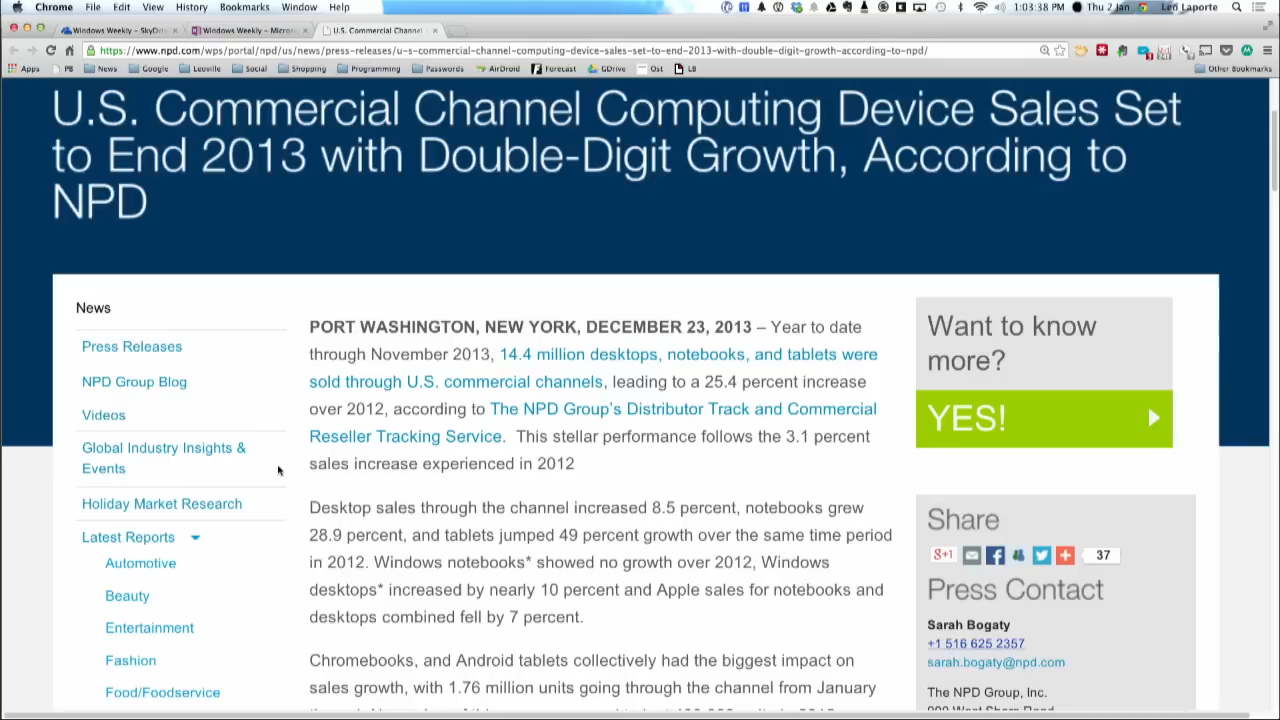 Chrome File Edit View History Bookmarks Window Help 1:03:38 PM Thu 2 Jan Leo Laporte
Windows Weekly – SkyDriv Windows Weekly – Micros U.S. Commercial Channel
https://www.npd.com/wps/portal/npd/us/news/press-releases/u-s-commercial-channel-computing-device-sales-set-to-end-2013-with-double-digit-growth-according-to-npd/
Apps PB News Google Leoville Social Shopping Programming Passwords AirDroid Forecast GDrive Ost LB Other Bookmarks
U.S. Commercial Channel Computing Device Sales Set
to End 2013 with Double-Digit Growth, According to
NPD
News
Press Releases
NPD Group Blog
Videos
Global Industry Insights &
Events
Holiday Market Research
Latest Reports
Automotive
Beauty
Entertainment
Fashion
Food/Foodservice
PORT WASHINGTON, NEW YORK, DECEMBER 23, 2013 – Year to date
through November 2013, 14.4 million desktops, notebooks, and tablets were
sold through U.S. commercial channels, leading to a 25.4 percent increase
over 2012, according to The NPD Group's Distributor Track and Commercial
Reseller Tracking Service. This stellar performance follows the 3.1 percent
sales increase experienced in 2012
Desktop sales through the channel increased 8.5 percent, notebooks grew
28.9 percent, and tablets jumped 49 percent growth over the same time period
in 2012. Windows notebooks* showed no growth over 2012, Windows
desktops* increased by nearly 10 percent and Apple sales for notebooks and
desktops combined fell by 7 percent.
Chromebooks, and Android tablets collectively had the biggest impact on
sales growth, with 1.76 million units going through the channel from January
Want to know
more?
YES!
Share
g+1 37
Press Contact
Sarah Bogaty
+1 516 625 2357
sarah.bogaty@npd.com
The NPD Group, Inc.